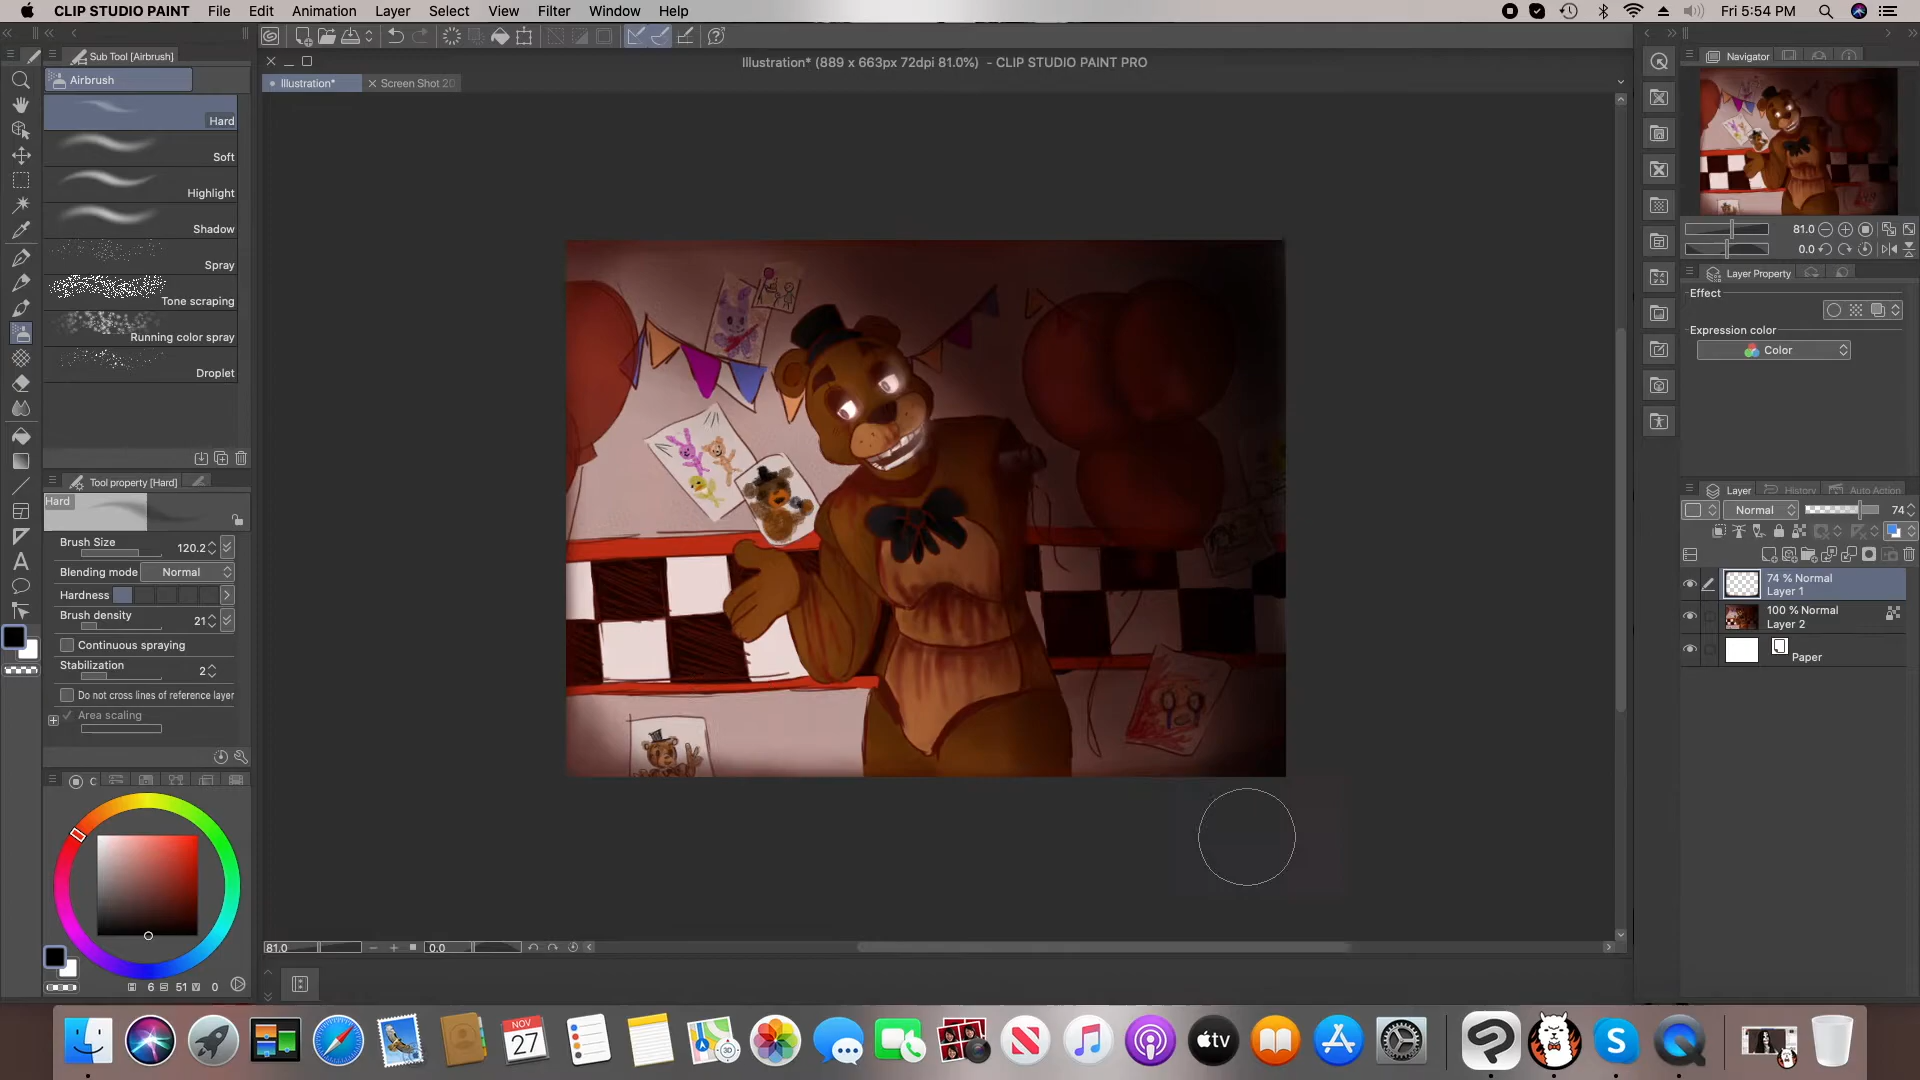 CLIP STUDIO PAINT File Edit Animation Layer Select View Filter Window Help Fri 5:54 PM
Sub Tool [Airbrush]
Airbrush
Hard
Soft
Highlight
Shadow
Spray
Tone scraping
Running color spray
Droplet
Tool property [Hard]
Hard
Brush Size 120.2
Blending mode Normal
Hardness
Brush density 21
Continuous spraying
Stabilization 2
Do not cross lines of reference layer
Area scaling
C
6 51 V 0
Illustration* (889 x 663px 72dpi 81.0%) - CLIP STUDIO PAINT PRO
Illustration* Screen Shot 20
81.0 0.0
Navigator
81.0
0.0
Layer Property
Effect
Expression color
Color
Layer History Auto Action
Normal 74
74 % Normal
Layer 1
100 % Normal
Layer 2
Paper
NOV
27
3D
tv